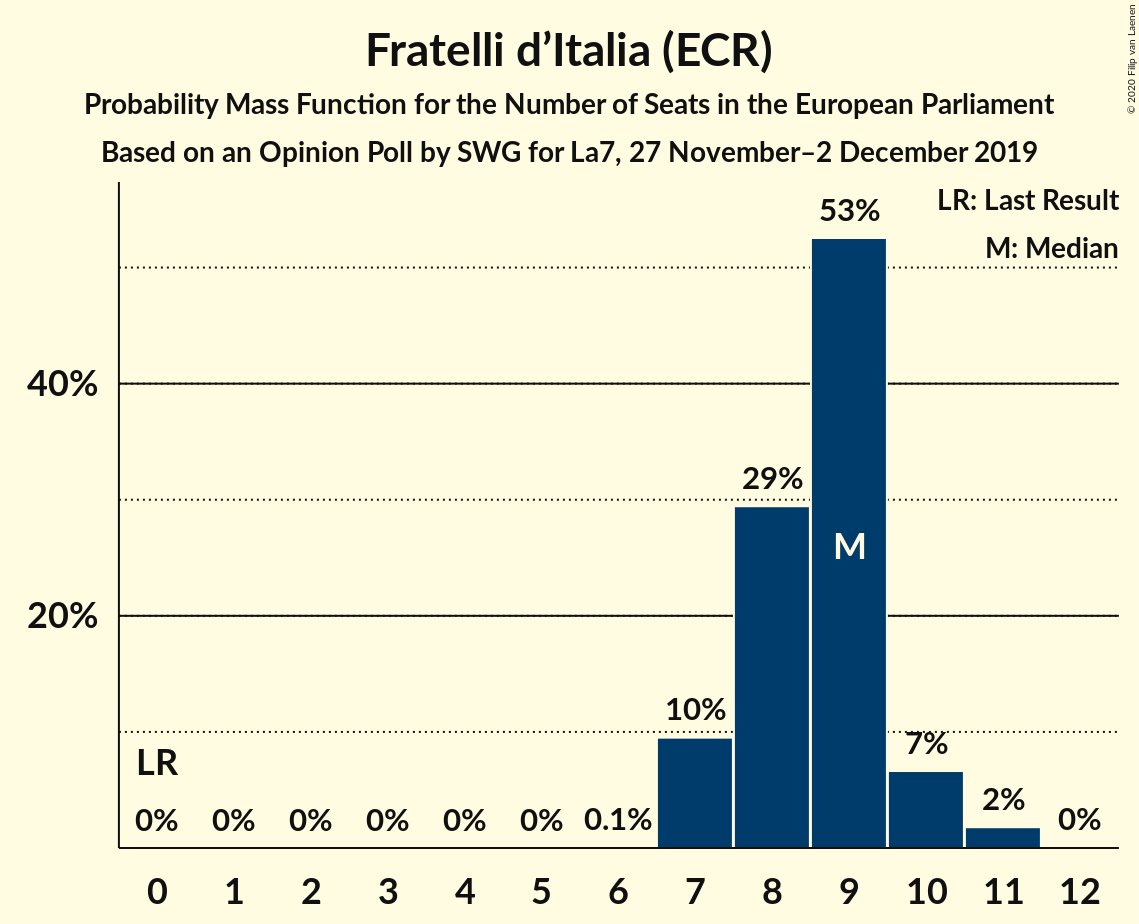 Fratelli d’Italia (ECR)
Probability Mass Function for the Number of Seats in the European Parliament
Based on an Opinion Poll by SWG for La7, 27 November–2 December 2019
© 2020 Filip van Laenen
LR: Last Result
M: Median
53%
40%
29%
M
20%
10%
LR
7%
2%
0% 0% 0% 0% 0% 0% 0.1% 0%
0 1 2 3 4 5 6 7 8 9 10 11 12